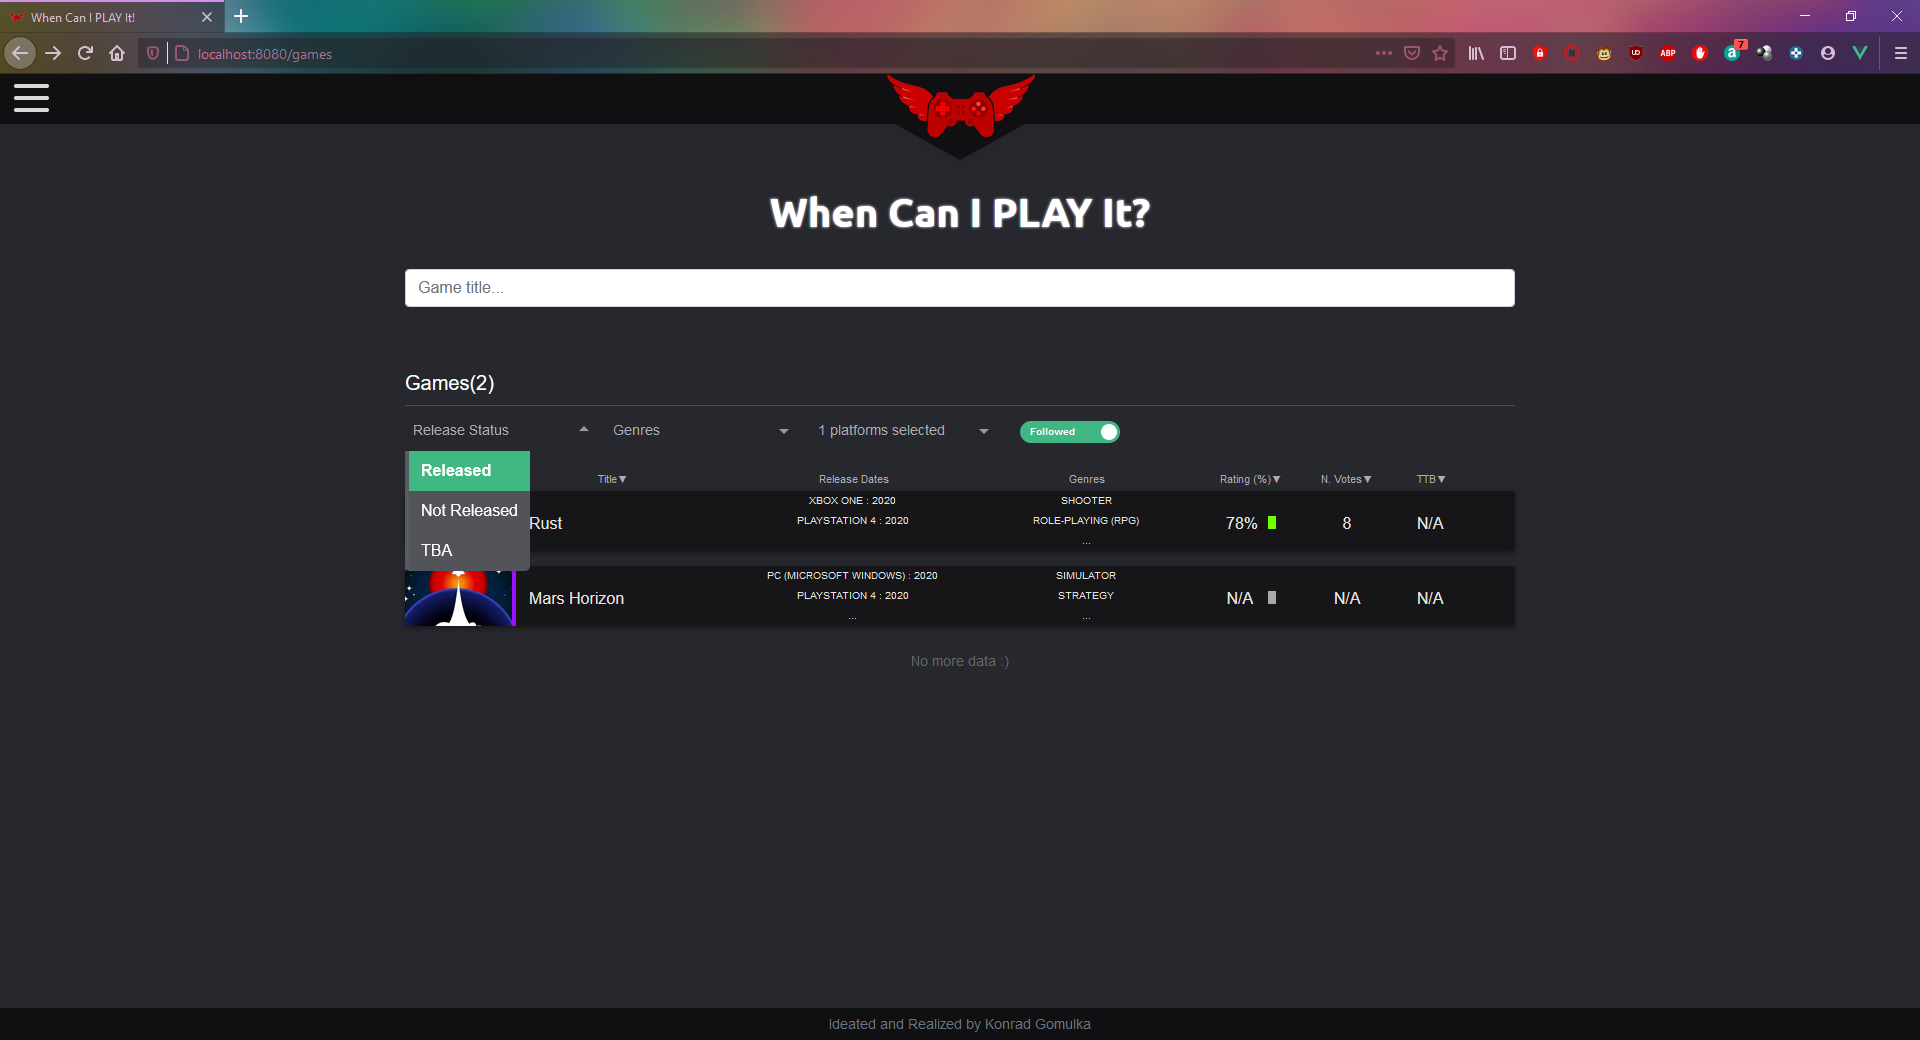 When Can I PLAY It!
localhost:8080/games
ABP
7
When Can I PLAY It?
Game title...
Games(2)
Release Status
Genres
1 platforms selected
Followed
Released
Not Released
TBA
Title▼
Release Dates
Genres
Rating (%)▼
N. Votes▼
TTB▼
Rust
XBOX ONE : 2020
PLAYSTATION 4 : 2020
SHOOTER
ROLE-PLAYING (RPG)
...
78%
8
N/A
Mars Horizon
PC (MICROSOFT WINDOWS) : 2020
PLAYSTATION 4 : 2020
...
SIMULATOR
STRATEGY
...
N/A
N/A
N/A
No more data :)
Ideated and Realized by Konrad Gomulka